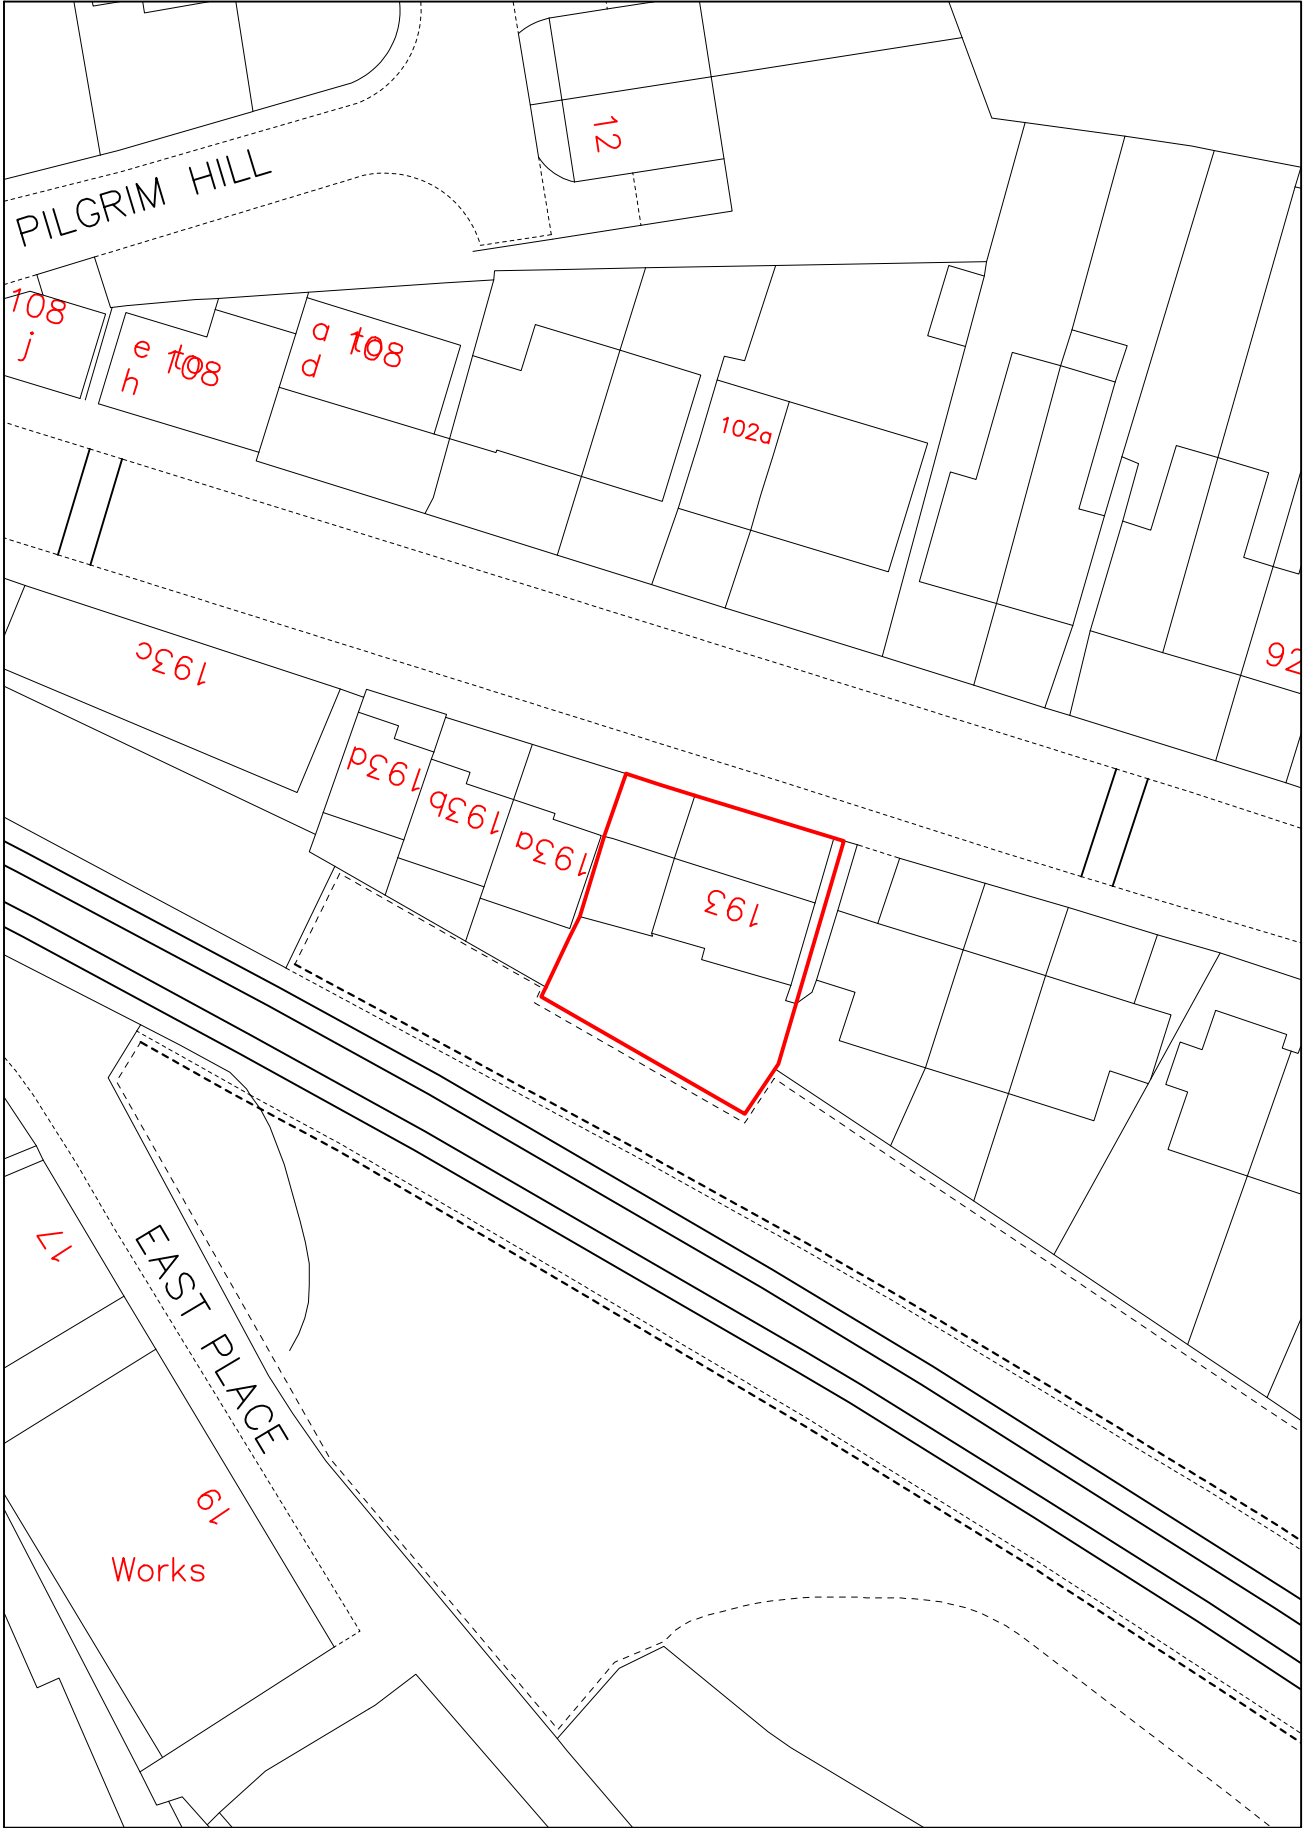 12
PILGRIM HILL
108
j
e to
108
h
a to
108
d
102a
193c
92
193d
193b
193a
193
17
EAST PLACE
19
Works